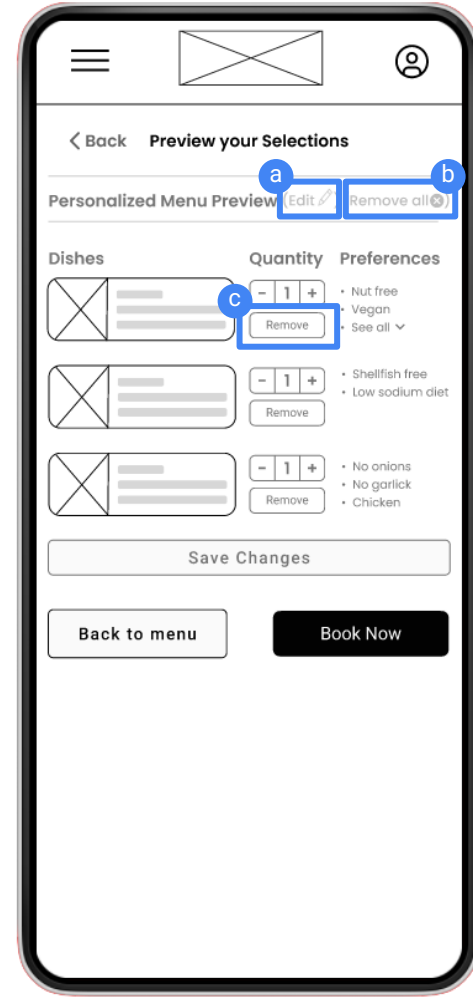 Back Preview your Selections
a b
Personalized Menu Preview (Edit ) Remove all )
Dishes Quantity Preferences
c
- 1 + • Nut free
• Vegan
Remove • See all
- 1 + • Shellfish free
• Low sodium diet
Remove
- 1 + • No onions
• No garlick
Remove • Chicken
Save Changes
Back to menu Book Now